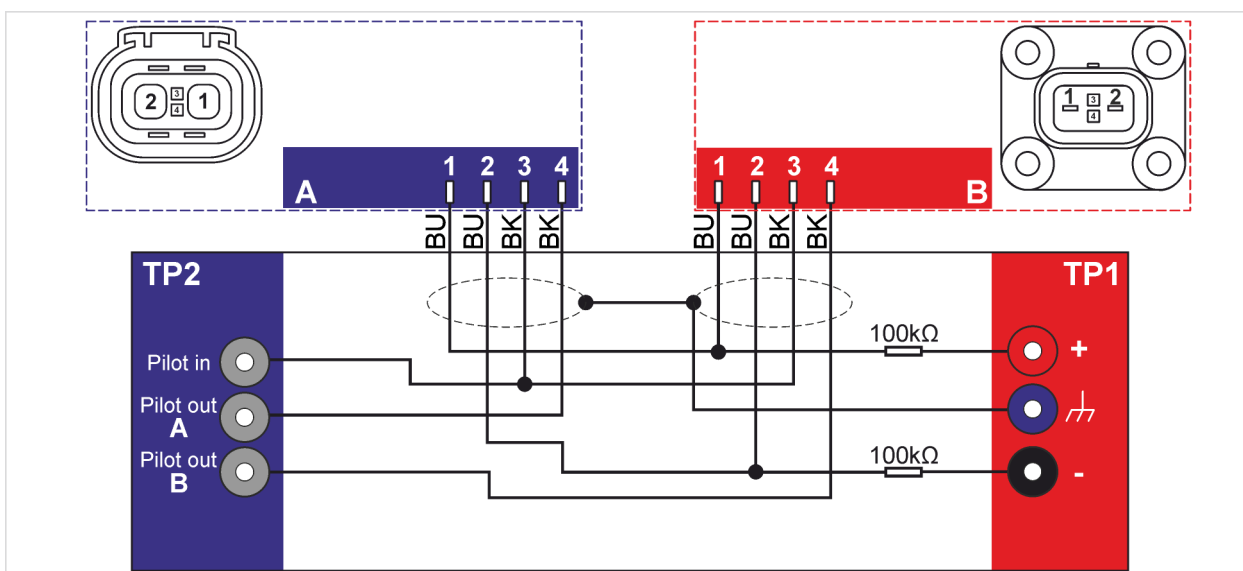 2 3 4 1
1 3 4 2
A 1 2 3 4
1 2 3 4 B
BU BU BK BK
BU BU BK BK
TP2
TP1
Pilot in
Pilot out
A
Pilot out
B
100kΩ
+
100kΩ
-